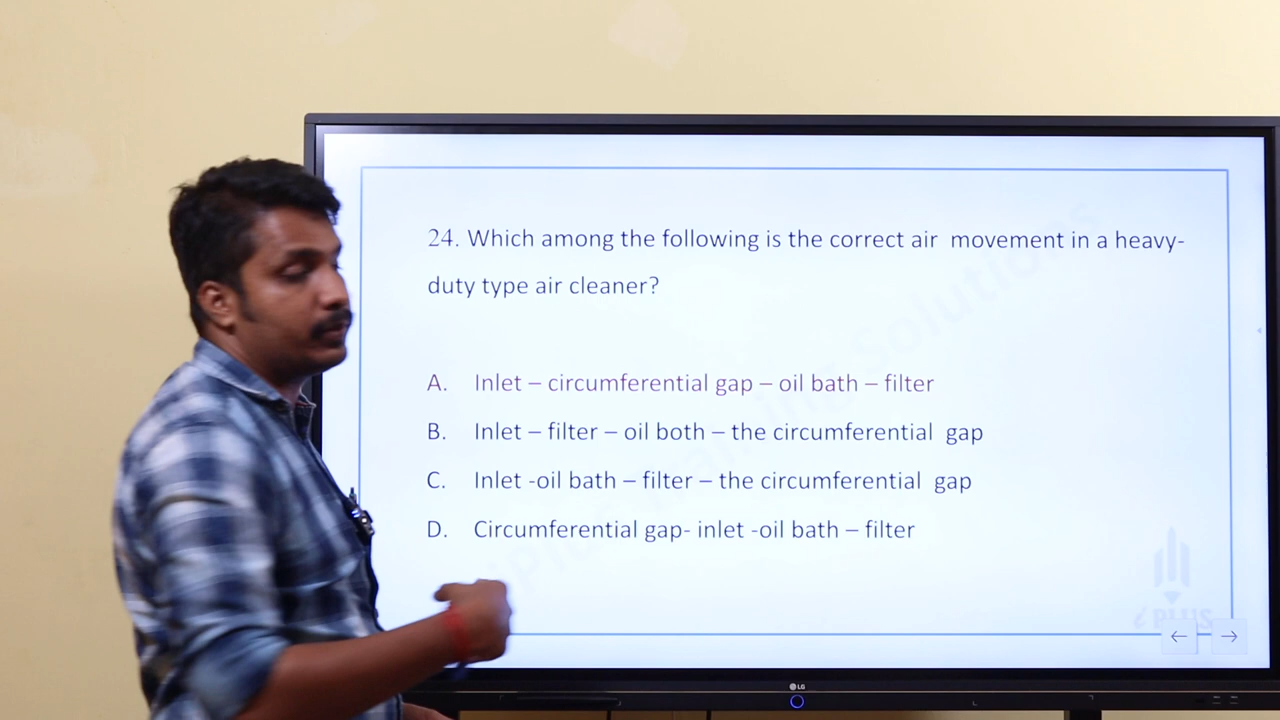 24. Which among the following is the correct air movement in a heavy-
duty type air cleaner?
A. Inlet – circumferential gap – oil bath – filter
B. Inlet – filter – oil both – the circumferential gap
C. Inlet -oil bath – filter – the circumferential gap
D. Circumferential gap- inlet -oil bath – filter
iPLUS
LG